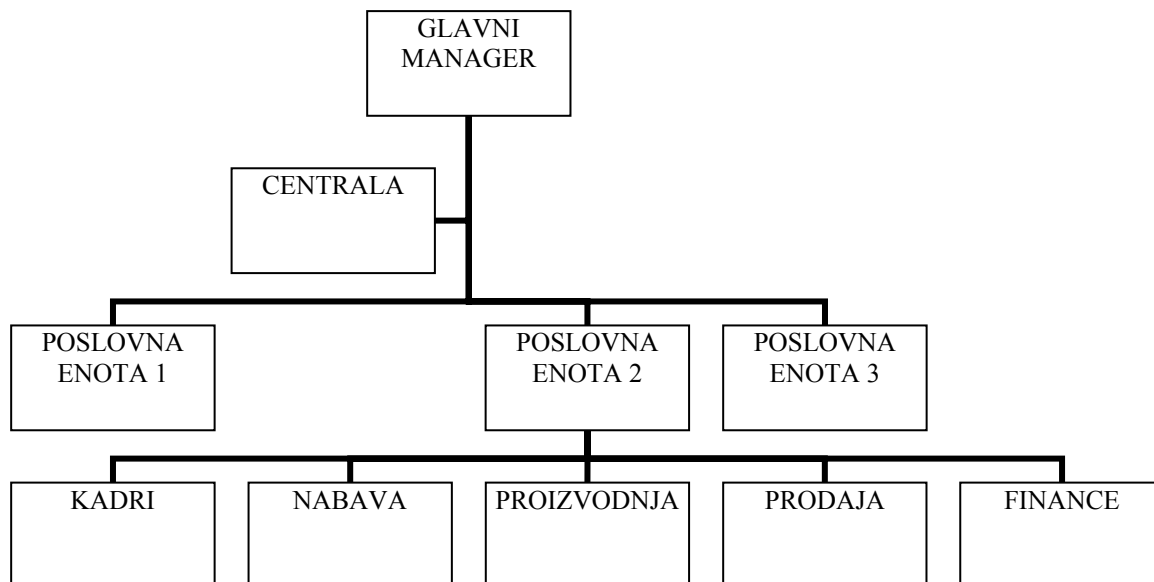 GLAVNI
MANAGER
CENTRALA
POSLOVNA
ENOTA 1
POSLOVNA
ENOTA 2
POSLOVNA
ENOTA 3
KADRI
NABAVA
PROIZVODNJA
PRODAJA
FINANCE